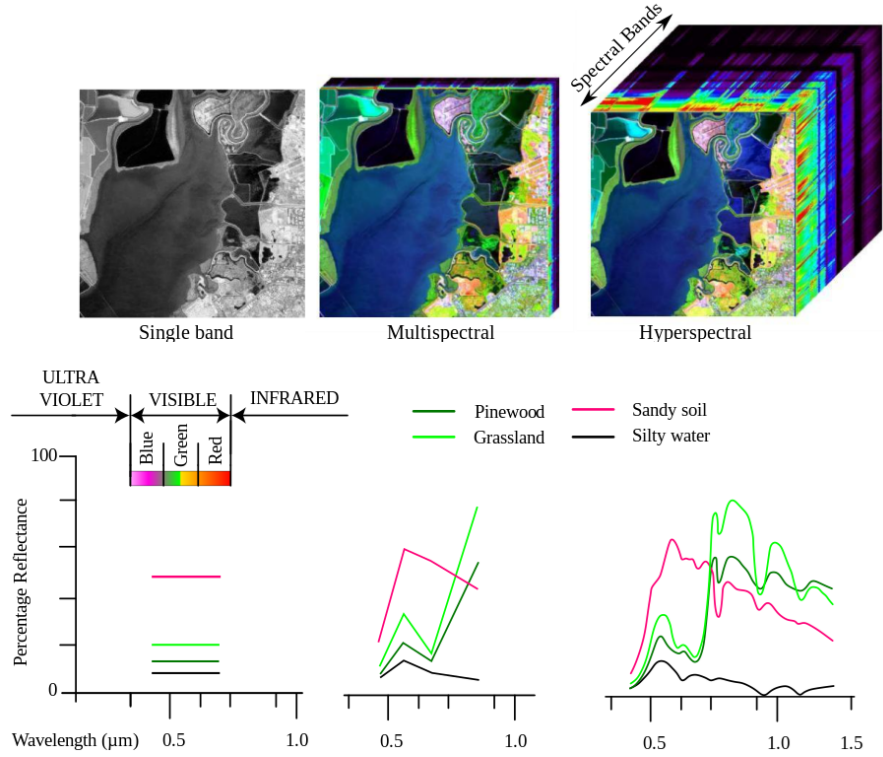 Spectral Bands
Single band
Multispectral
Hyperspectral
ULTRA
VIOLET
VISIBLE
INFRARED
Blue
Green
Red
Pinewood
Grassland
Sandy soil
Silty water
100
Percentage Reflectance
0
Wavelength (µm)
0.5
1.0
0.5
1.0
0.5
1.0
1.5